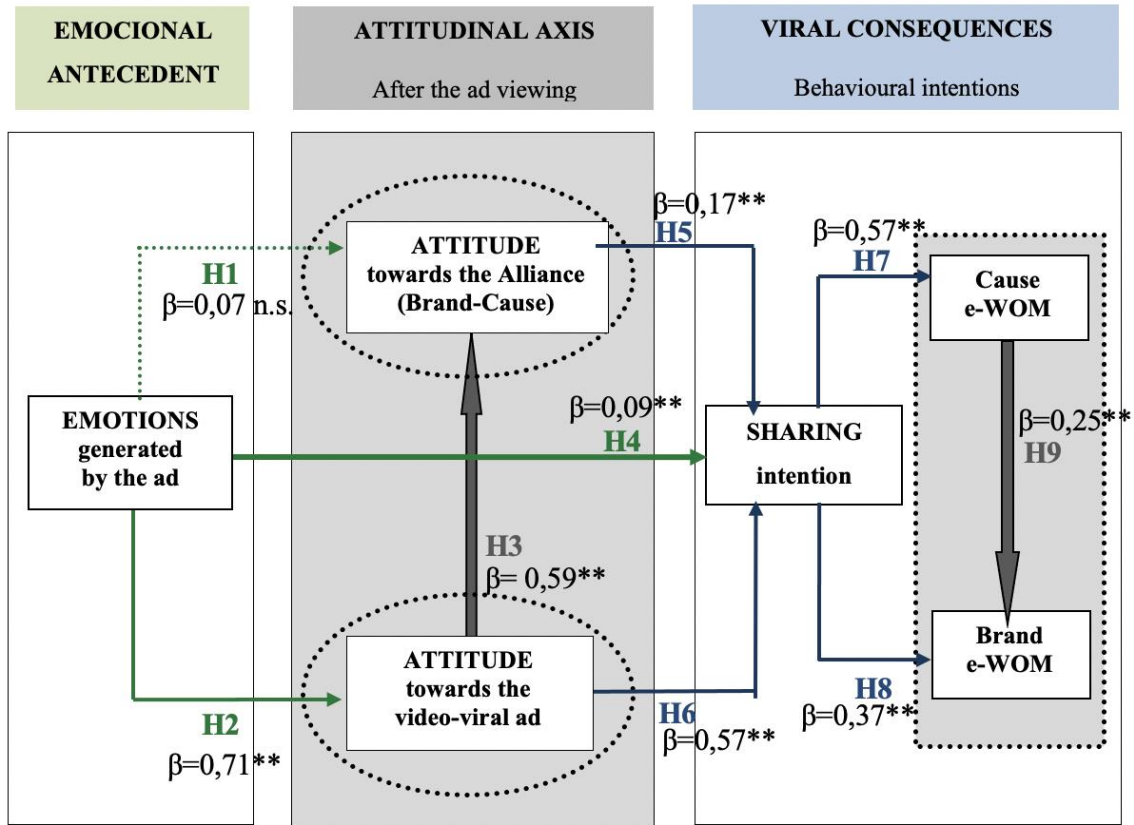 EMOCIONAL
ANTECEDENT
ATTITUDINAL AXIS
After the ad viewing
VIRAL CONSEQUENCES
Behavioural intentions
H1
β=0,07 n.s.
EMOTIONS
generated
by the ad
H2
β=0,71**
ATTITUDE
towards the Alliance
(Brand-Cause)
H3
β= 0,59**
ATTITUDE
towards the
video-viral ad
β=0,17**
H5
β=0,09**
H4
H6
β=0,57**
SHARING
intention
β=0,57**
H7
Cause
e-WOM
β=0,25**
H9
Brand
e-WOM
H8
β=0,37**